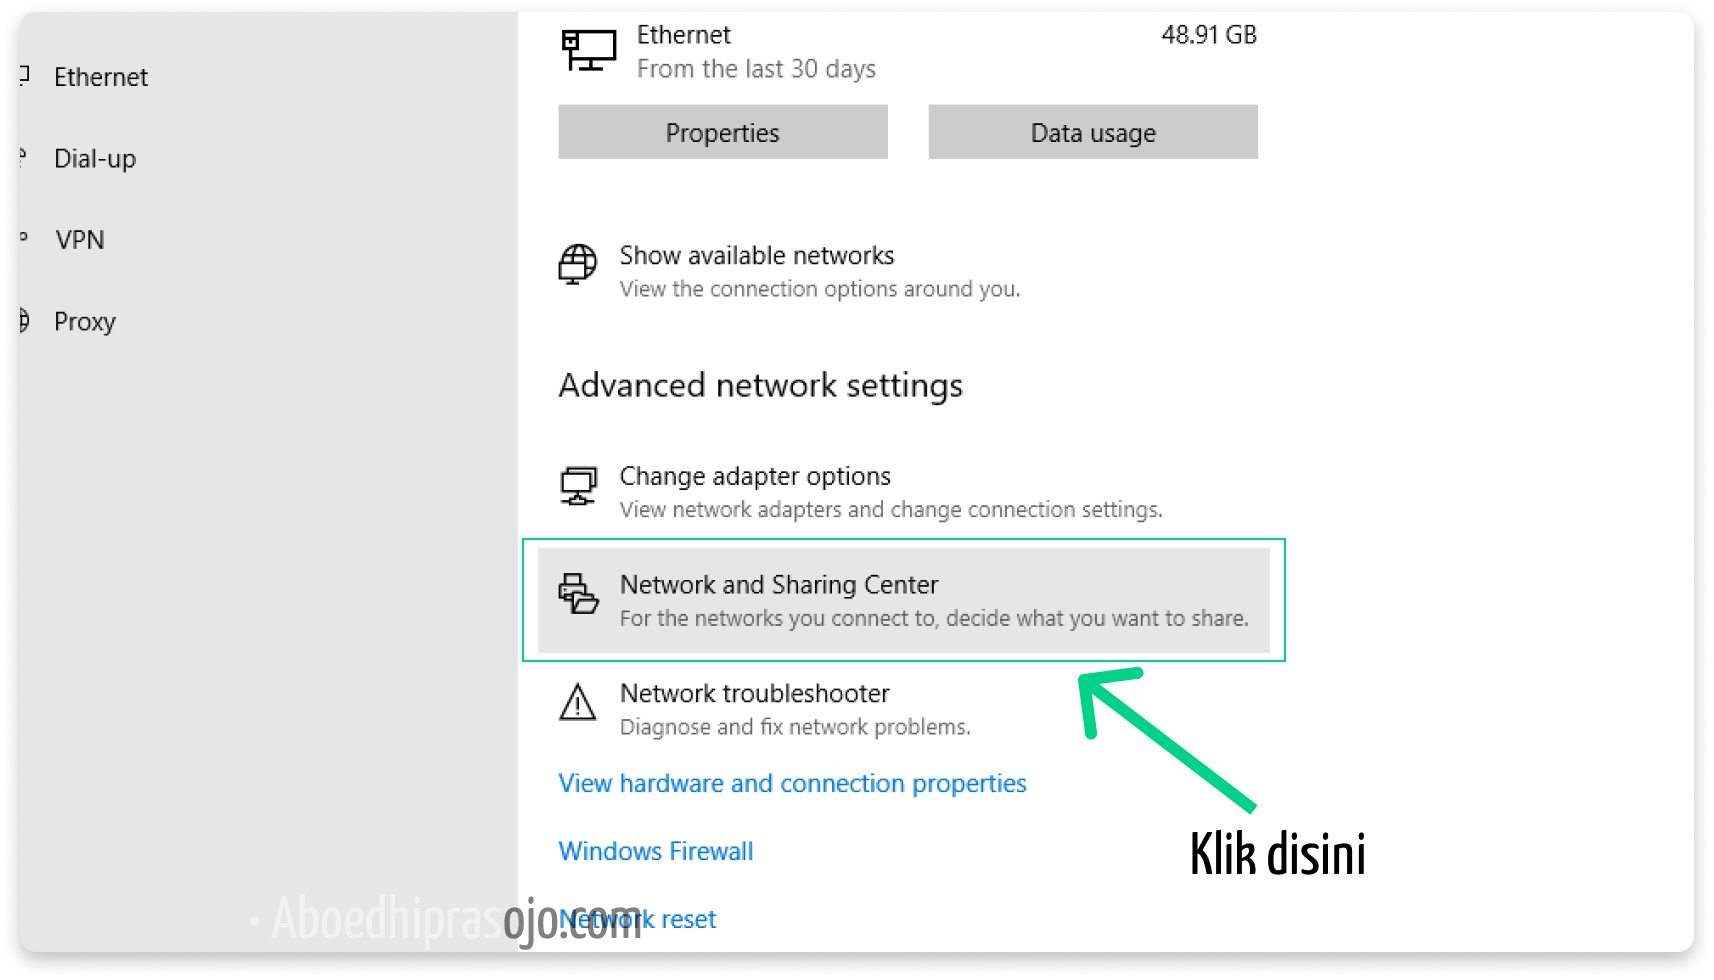 Ethernet
Dial-up
VPN
Proxy
Ethernet 48.91 GB
From the last 30 days
Properties Data usage
Show available networks
View the connection options around you.
Advanced network settings
Change adapter options
View network adapters and change connection settings.
Network and Sharing Center
For the networks you connect to, decide what you want to share.
Network troubleshooter
Diagnose and fix network problems.
View hardware and connection properties
Windows Firewall
Klik disini
Network reset
• Aboedhiprasojo.com